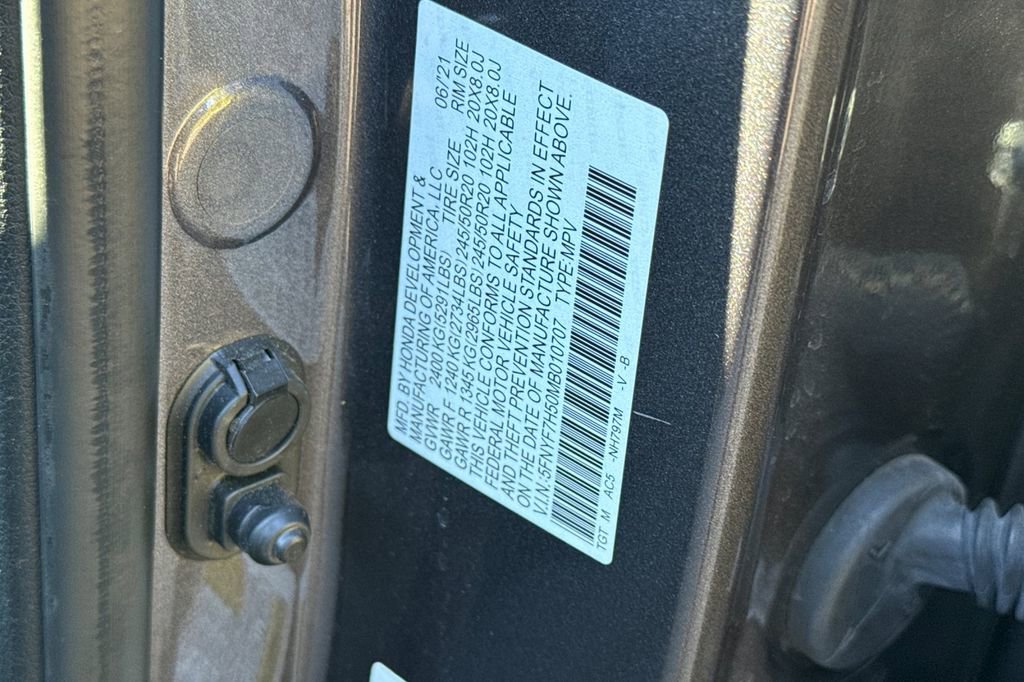 MFD. BY HONDA DEVELOPMENT &
MANUFACTURING OF AMERICA, LLC 06/'21
GVWR 2400 KG(5291LBS) TIRE SIZE RIM SIZE
GAWR F 1240 KG(2734LBS) 245/50R20 102H 20X8.0J
GAWR R 1345 KG(2965LBS) 245/50R20 102H 20X8.0J
THIS VEHICLE CONFORMS TO ALL APPLICABLE
FEDERAL MOTOR VEHICLE SAFETY
AND THEFT PREVENTION STANDARDS IN EFFECT
ON THE DATE OF MANUFACTURE SHOWN ABOVE.
V.I.N.:5FNYF7H50MB010707 TYPE:MPV
TGT M AC5 -NH797M -V -B